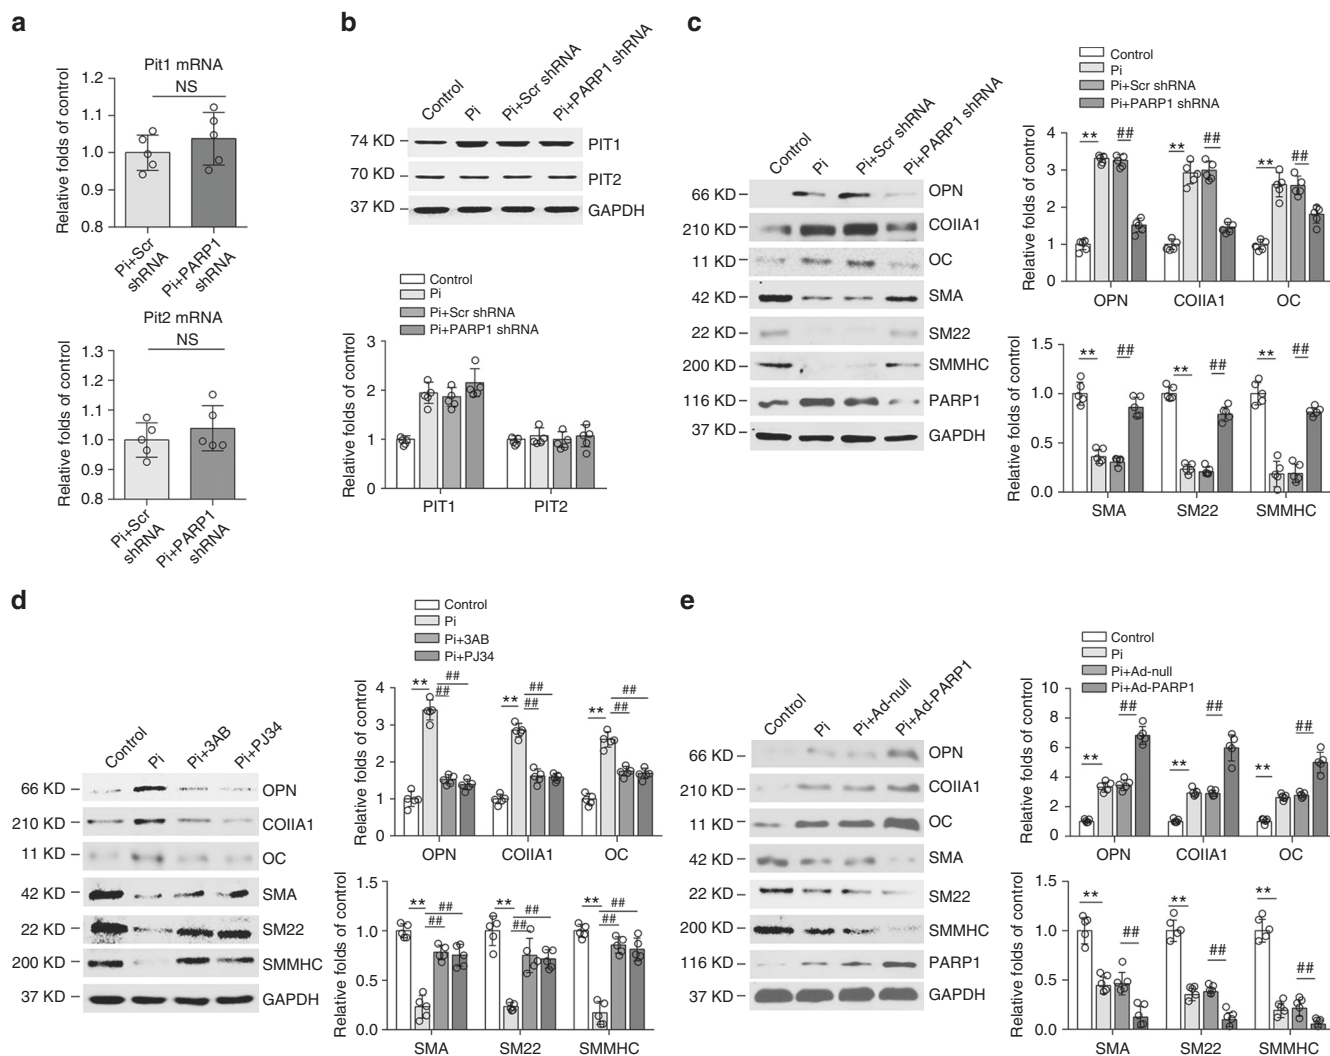 a
Pit1 mRNA
NS
Relative folds of control
1.2
1.1
1.0
0.9
0.8
Pi+Scr shRNA
Pi+PARP1 shRNA
Pit2 mRNA
NS
Relative folds of control
1.3
1.2
1.1
1.0
0.9
0.8
Pi+Scr shRNA
Pi+PARP1 shRNA
b
Control
Pi
Pi+Scr shRNA
Pi+PARP1 shRNA
74 KD
PIT1
70 KD
PIT2
37 KD
GAPDH
Control
Pi
Pi+Scr shRNA
Pi+PARP1 shRNA
Relative folds of control
3
2
1
0
PIT1
PIT2
c
Control
Pi
Pi+Scr shRNA
Pi+PARP1 shRNA
66 KD
OPN
210 KD
COIIA1
11 KD
OC
42 KD
SMA
22 KD
SM22
200 KD
SMMHC
116 KD
PARP1
37 KD
GAPDH
Control
Pi
Pi+Scr shRNA
Pi+PARP1 shRNA
Relative folds of control
4
3
2
1
0
** ##
** ##
** ##
OPN
COIIA1
OC
Relative folds of control
1.5
1.0
0.5
0.0
** ##
** ##
** ##
SMA
SM22
SMMHC
d
Control
Pi
Pi+3AB
Pi+PJ34
66 KD
OPN
210 KD
COIIA1
11 KD
OC
42 KD
SMA
22 KD
SM22
200 KD
SMMHC
37 KD
GAPDH
Control
Pi
Pi+3AB
Pi+PJ34
Relative folds of control
4
3
2
1
0
** ## ##
** ## ##
** ## ##
OPN
COIIA1
OC
Relative folds of control
1.5
1.0
0.5
0.0
** ## ##
** ## ##
** ## ##
SMA
SM22
SMMHC
e
Control
Pi
Pi+Ad-null
Pi+Ad-PARP1
66 KD
OPN
210 KD
COIIA1
11 KD
OC
42 KD
SMA
22 KD
SM22
200 KD
SMMHC
116 KD
PARP1
37 KD
GAPDH
Control
Pi
Pi+Ad-null
Pi+Ad-PARP1
Relative folds of control
10
8
6
4
2
0
** ##
** ##
** ##
OPN
COIIA1
OC
Relative folds of control
1.5
1.0
0.5
0.0
** ##
** ##
** ##
SMA
SM22
SMMHC